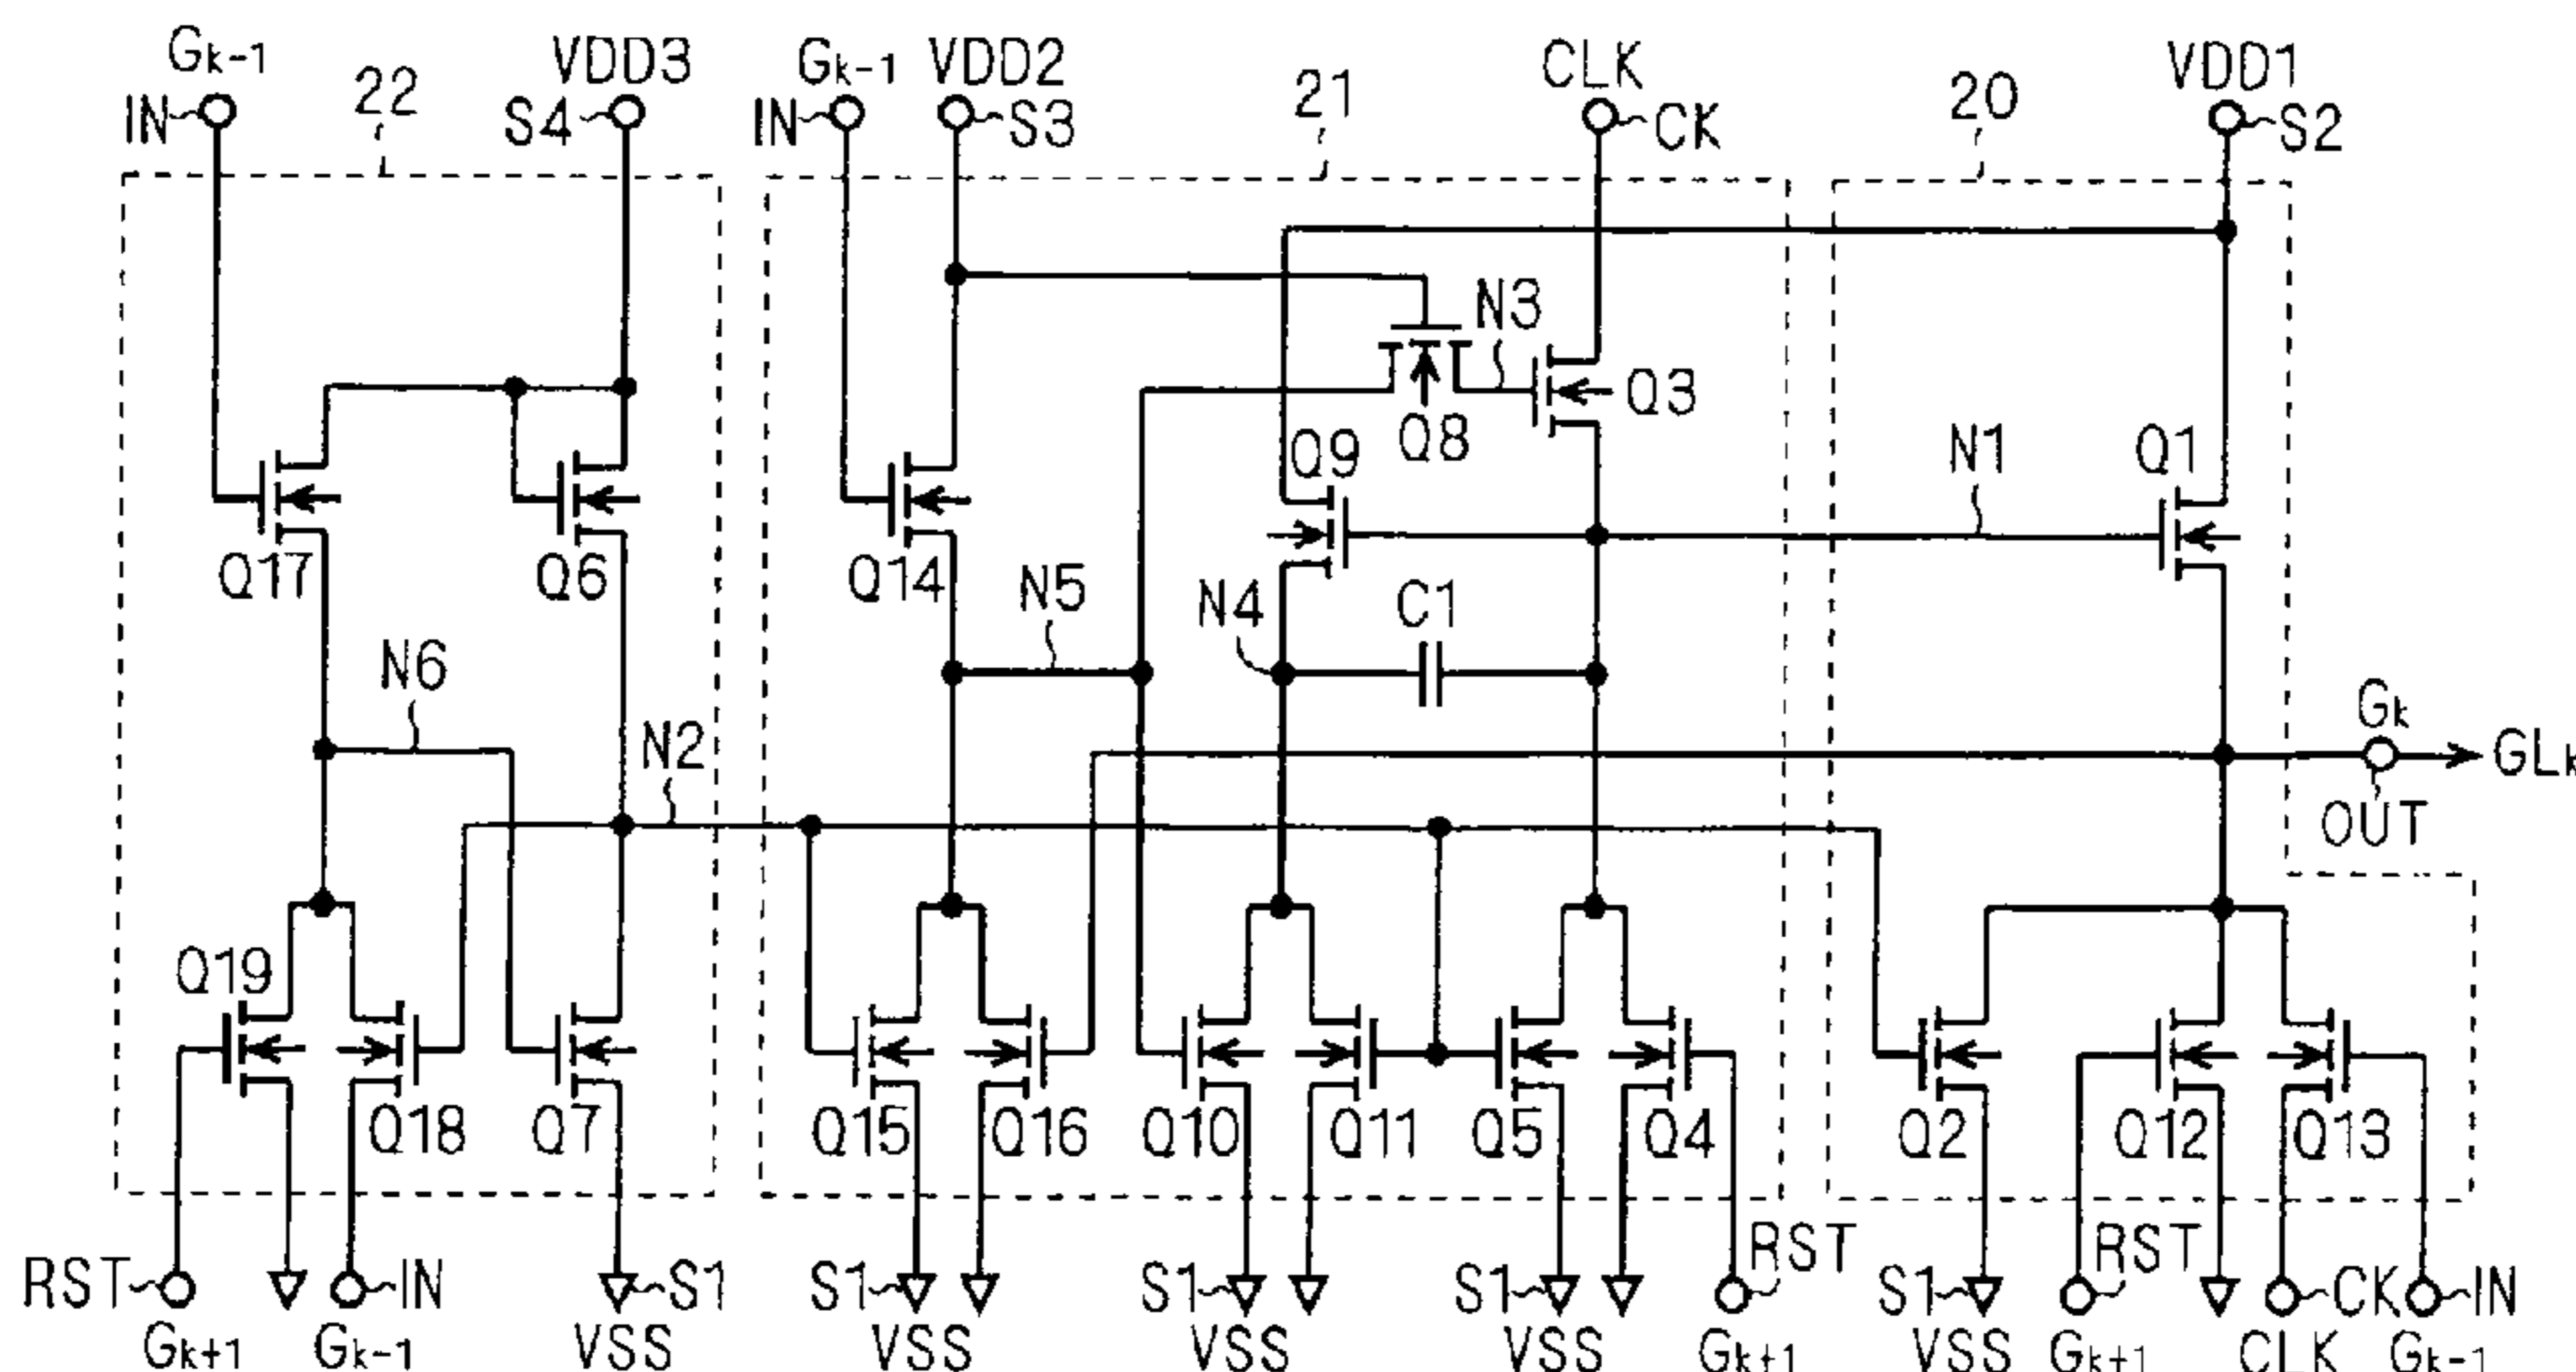 Gk-1 VDD3 Gk-1 VDD2 CLK VDD1
IN 22 S4 IN S3 21 CK 20 S2
N3
Q3
Q8
Q9 N1 Q1
Q17 Q6 Q14
N5 N4 C1
N6
N2 Gk
GLk
OUT
Q19
Q18 Q7 Q15 Q16 Q10 Q11 Q5 Q4 Q2 Q12 Q13
RST IN S1 S1 S1 S1 RST S1 RST CK IN
Gk+1 Gk-1 VSS VSS VSS VSS Gk+1 VSS Gk+1 CLK Gk-1